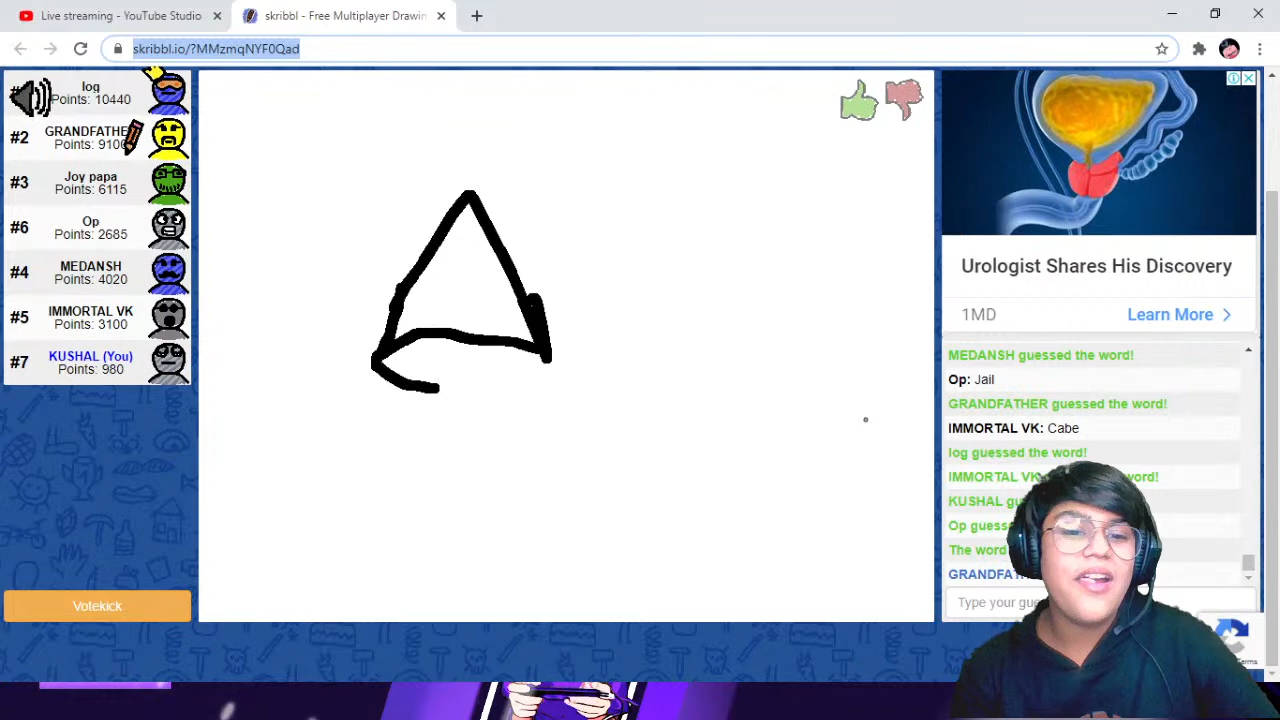 Live streaming - YouTube Studio
skribbl - Free Multiplayer Drawin
skribbl.io/?MMzmqNYF0Qad
log
Points: 10440
#2 GRANDFATHE
Points: 9100
#3 Joy papa
Points: 6115
#6 Op
Points: 2685
#4 MEDANSH
Points: 4020
#5 IMMORTAL VK
Points: 3100
#7 KUSHAL (You)
Points: 980
Votekick
Urologist Shares His Discovery
1MD Learn More
MEDANSH guessed the word!
Op: Jail
GRANDFATHER guessed the word!
IMMORTAL VK: Cabe
log guessed the word!
IMMORTAL VK word!
KUSHAL gu
Op guess
The word
GRANDFAT
Type your gue